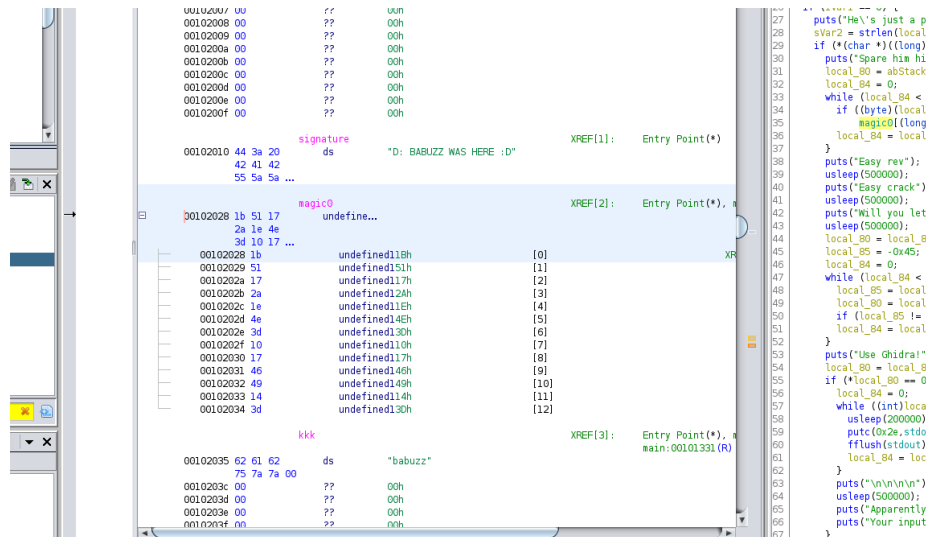 00102007 00 ?? 00h
00102008 00 ?? 00h
00102009 00 ?? 00h
0010200a 00 ?? 00h
0010200b 00 ?? 00h
0010200c 00 ?? 00h
0010200d 00 ?? 00h
0010200e 00 ?? 00h
0010200f 00 ?? 00h
signature XREF[1]: Entry Point(*)
00102010 44 3a 20 ds "D: BABUZZ WAS HERE :D"
42 41 42
55 5a 5a ...
magic0 XREF[2]: Entry Point(*), m
00102028 1b 51 17 undefine...
2a 1e 4e
3d 10 17 ...
00102028 1b undefined11Bh [0] XR
00102029 51 undefined151h [1]
0010202a 17 undefined117h [2]
0010202b 2a undefined12Ah [3]
0010202c 1e undefined11Eh [4]
0010202d 4e undefined14Eh [5]
0010202e 3d undefined13Dh [6]
0010202f 10 undefined110h [7]
00102030 17 undefined117h [8]
00102031 46 undefined146h [9]
00102032 49 undefined149h [10]
00102033 14 undefined114h [11]
00102034 3d undefined13Dh [12]
kkk XREF[3]: Entry Point(*), m
main:00101331(R)
00102035 62 61 62 ds "babuzz"
75 7a 7a 00
0010203c 00 ?? 00h
0010203d 00 ?? 00h
0010203e 00 ?? 00h
0010203f 00 ?? 00h
27 puts("He\'s just a p
28 sVar2 = strlen(local
29 if (*(char *)((long)
30 puts("Spare him hi
31 local_80 = abStack
32 local_84 = 0;
33 while (local_84 <
34 if ((byte)(local
35 magic0[(long
36 local_84 = local
37 }
38 puts("Easy rev");
39 usleep(500000);
40 puts("Easy crack")
41 usleep(500000);
42 puts("Will you let
43 usleep(500000);
44 local_80 = local_8
45 local_85 = -0x45;
46 local_84 = 0;
47 while (local_84 <
48 local_85 = local
49 local_80 = local
50 if (local_85 !=
51 local_84 = local
52 }
53 puts("Use Ghidra!"
54 local_80 = local_8
55 if (*local_80 == 0
56 local_84 = 0;
57 while ((int)loca
58 usleep(200000)
59 putc(0x2e,stdo
60 fflush(stdout)
61 local_84 = loc
62 }
63 puts("\n\n\n\n")
64 usleep(500000);
65 puts("Apparently
66 puts("Your input
67 }